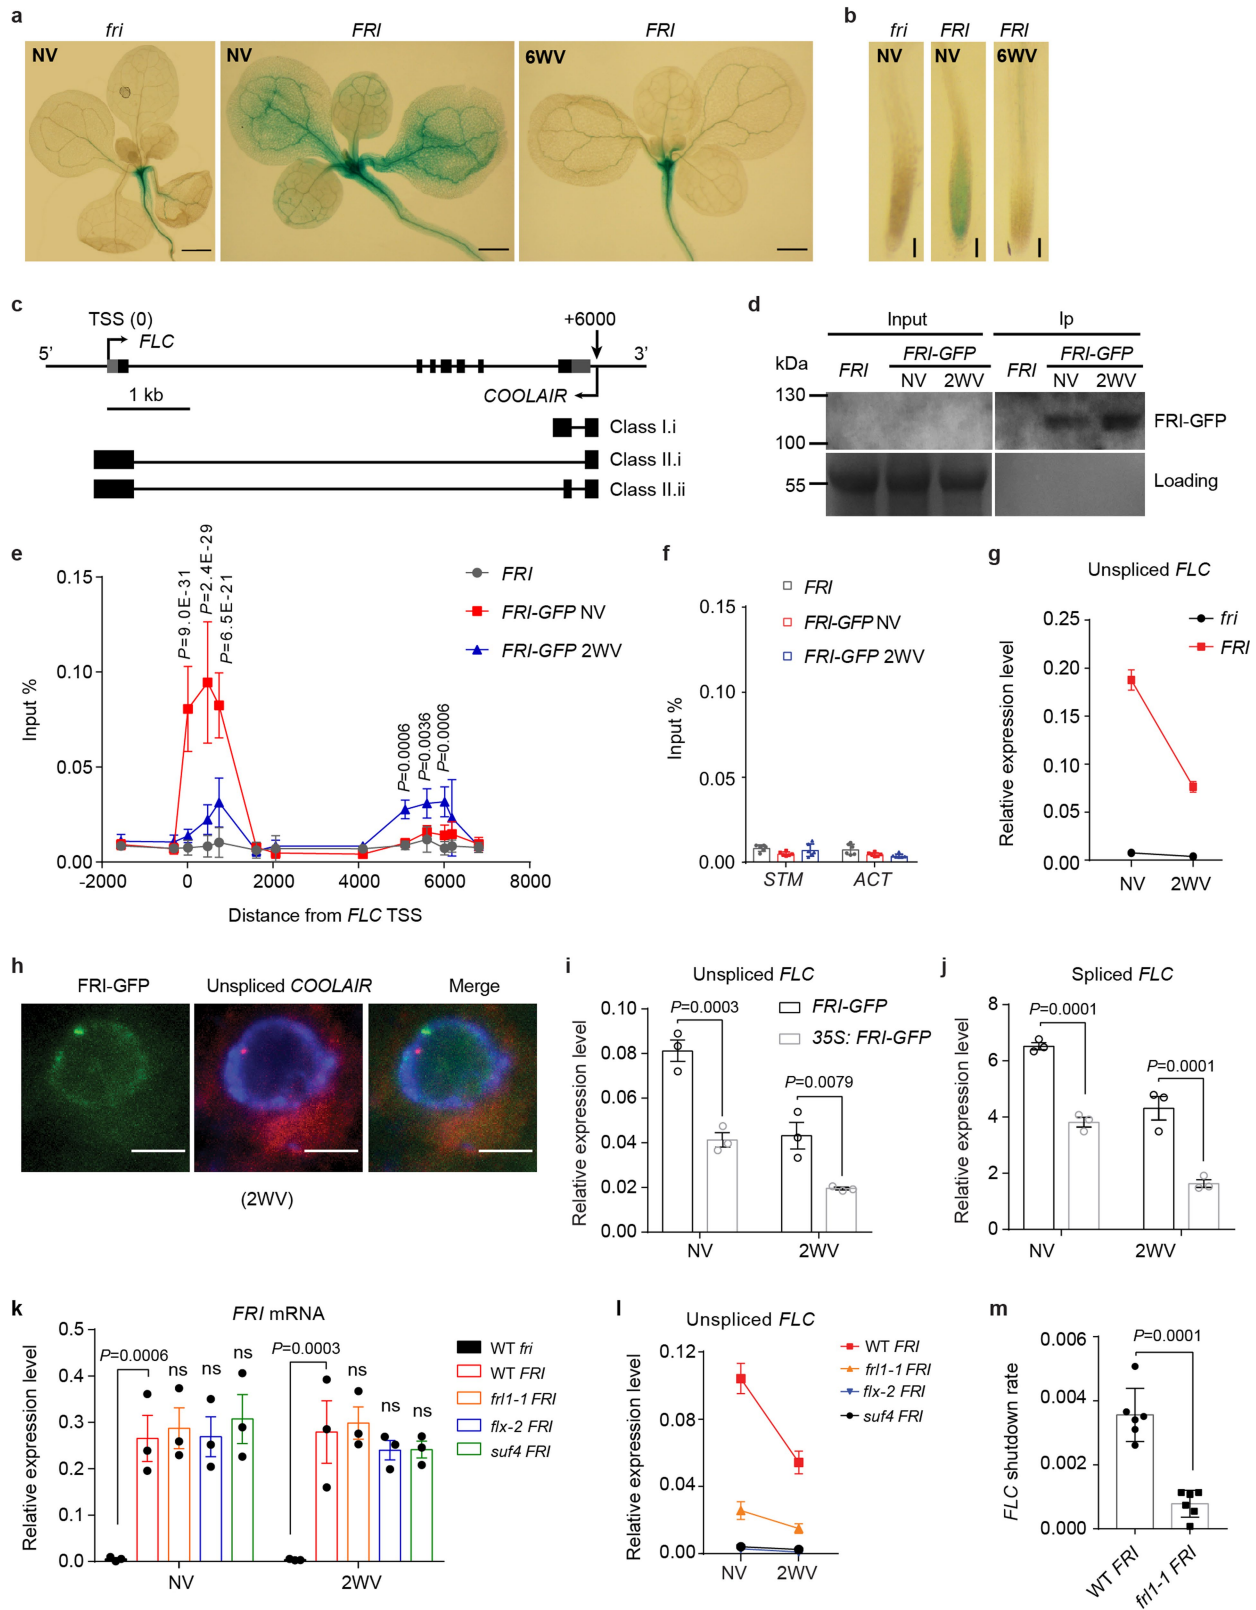 a
fri
FRI
FRI
NV
NV
6WV
b
fri
FRI
FRI
NV
NV
6WV
c
TSS (0)
FLC
+6000
5’
3’
1 kb
COOLAIR
Class I.i
Class II.i
Class II.ii
d
Input
Ip
kDa
FRI
FRI-GFP
FRI
FRI-GFP
NV
2WV
NV
2WV
130
100
55
FRI-GFP
Loading
e
P=9.0E-31
P=2.4E-29
P=6.5E-21
FRI
FRI-GFP NV
FRI-GFP 2WV
P=0.0006
P=0.0036
P=0.0006
0.15
0.10
0.05
0.00
Input %
-2000
0
2000
4000
6000
8000
Distance from FLC TSS
f
FRI
FRI-GFP NV
FRI-GFP 2WV
0.15
0.10
0.05
0.00
Input %
STM
ACT
g
Unspliced FLC
fri
FRI
0.25
0.20
0.15
0.10
0.05
0.00
Relative expression level
NV
2WV
h
FRI-GFP
Unspliced COOLAIR
Merge
(2WV)
i
Unspliced FLC
P=0.0003
FRI-GFP
35S: FRI-GFP
P=0.0079
0.10
0.08
0.06
0.04
0.02
0.00
Relative expression level
NV
2WV
j
Spliced FLC
P=0.0001
P=0.0001
8
6
4
2
0
Relative expression level
NV
2WV
k
FRI mRNA
P=0.0006
ns
ns
ns
P=0.0003
ns
ns
ns
WT fri
WT FRI
frl1-1 FRI
flx-2 FRI
suf4 FRI
0.5
0.4
0.3
0.2
0.1
0.0
Relative expression level
NV
2WV
l
Unspliced FLC
WT FRI
frl1-1 FRI
flx-2 FRI
suf4 FRI
0.12
0.08
0.04
0.00
Relative expression level
NV
2WV
m
P=0.0001
0.006
0.004
0.002
0.000
FLC shutdown rate
WT FRI
frl1-1 FRI